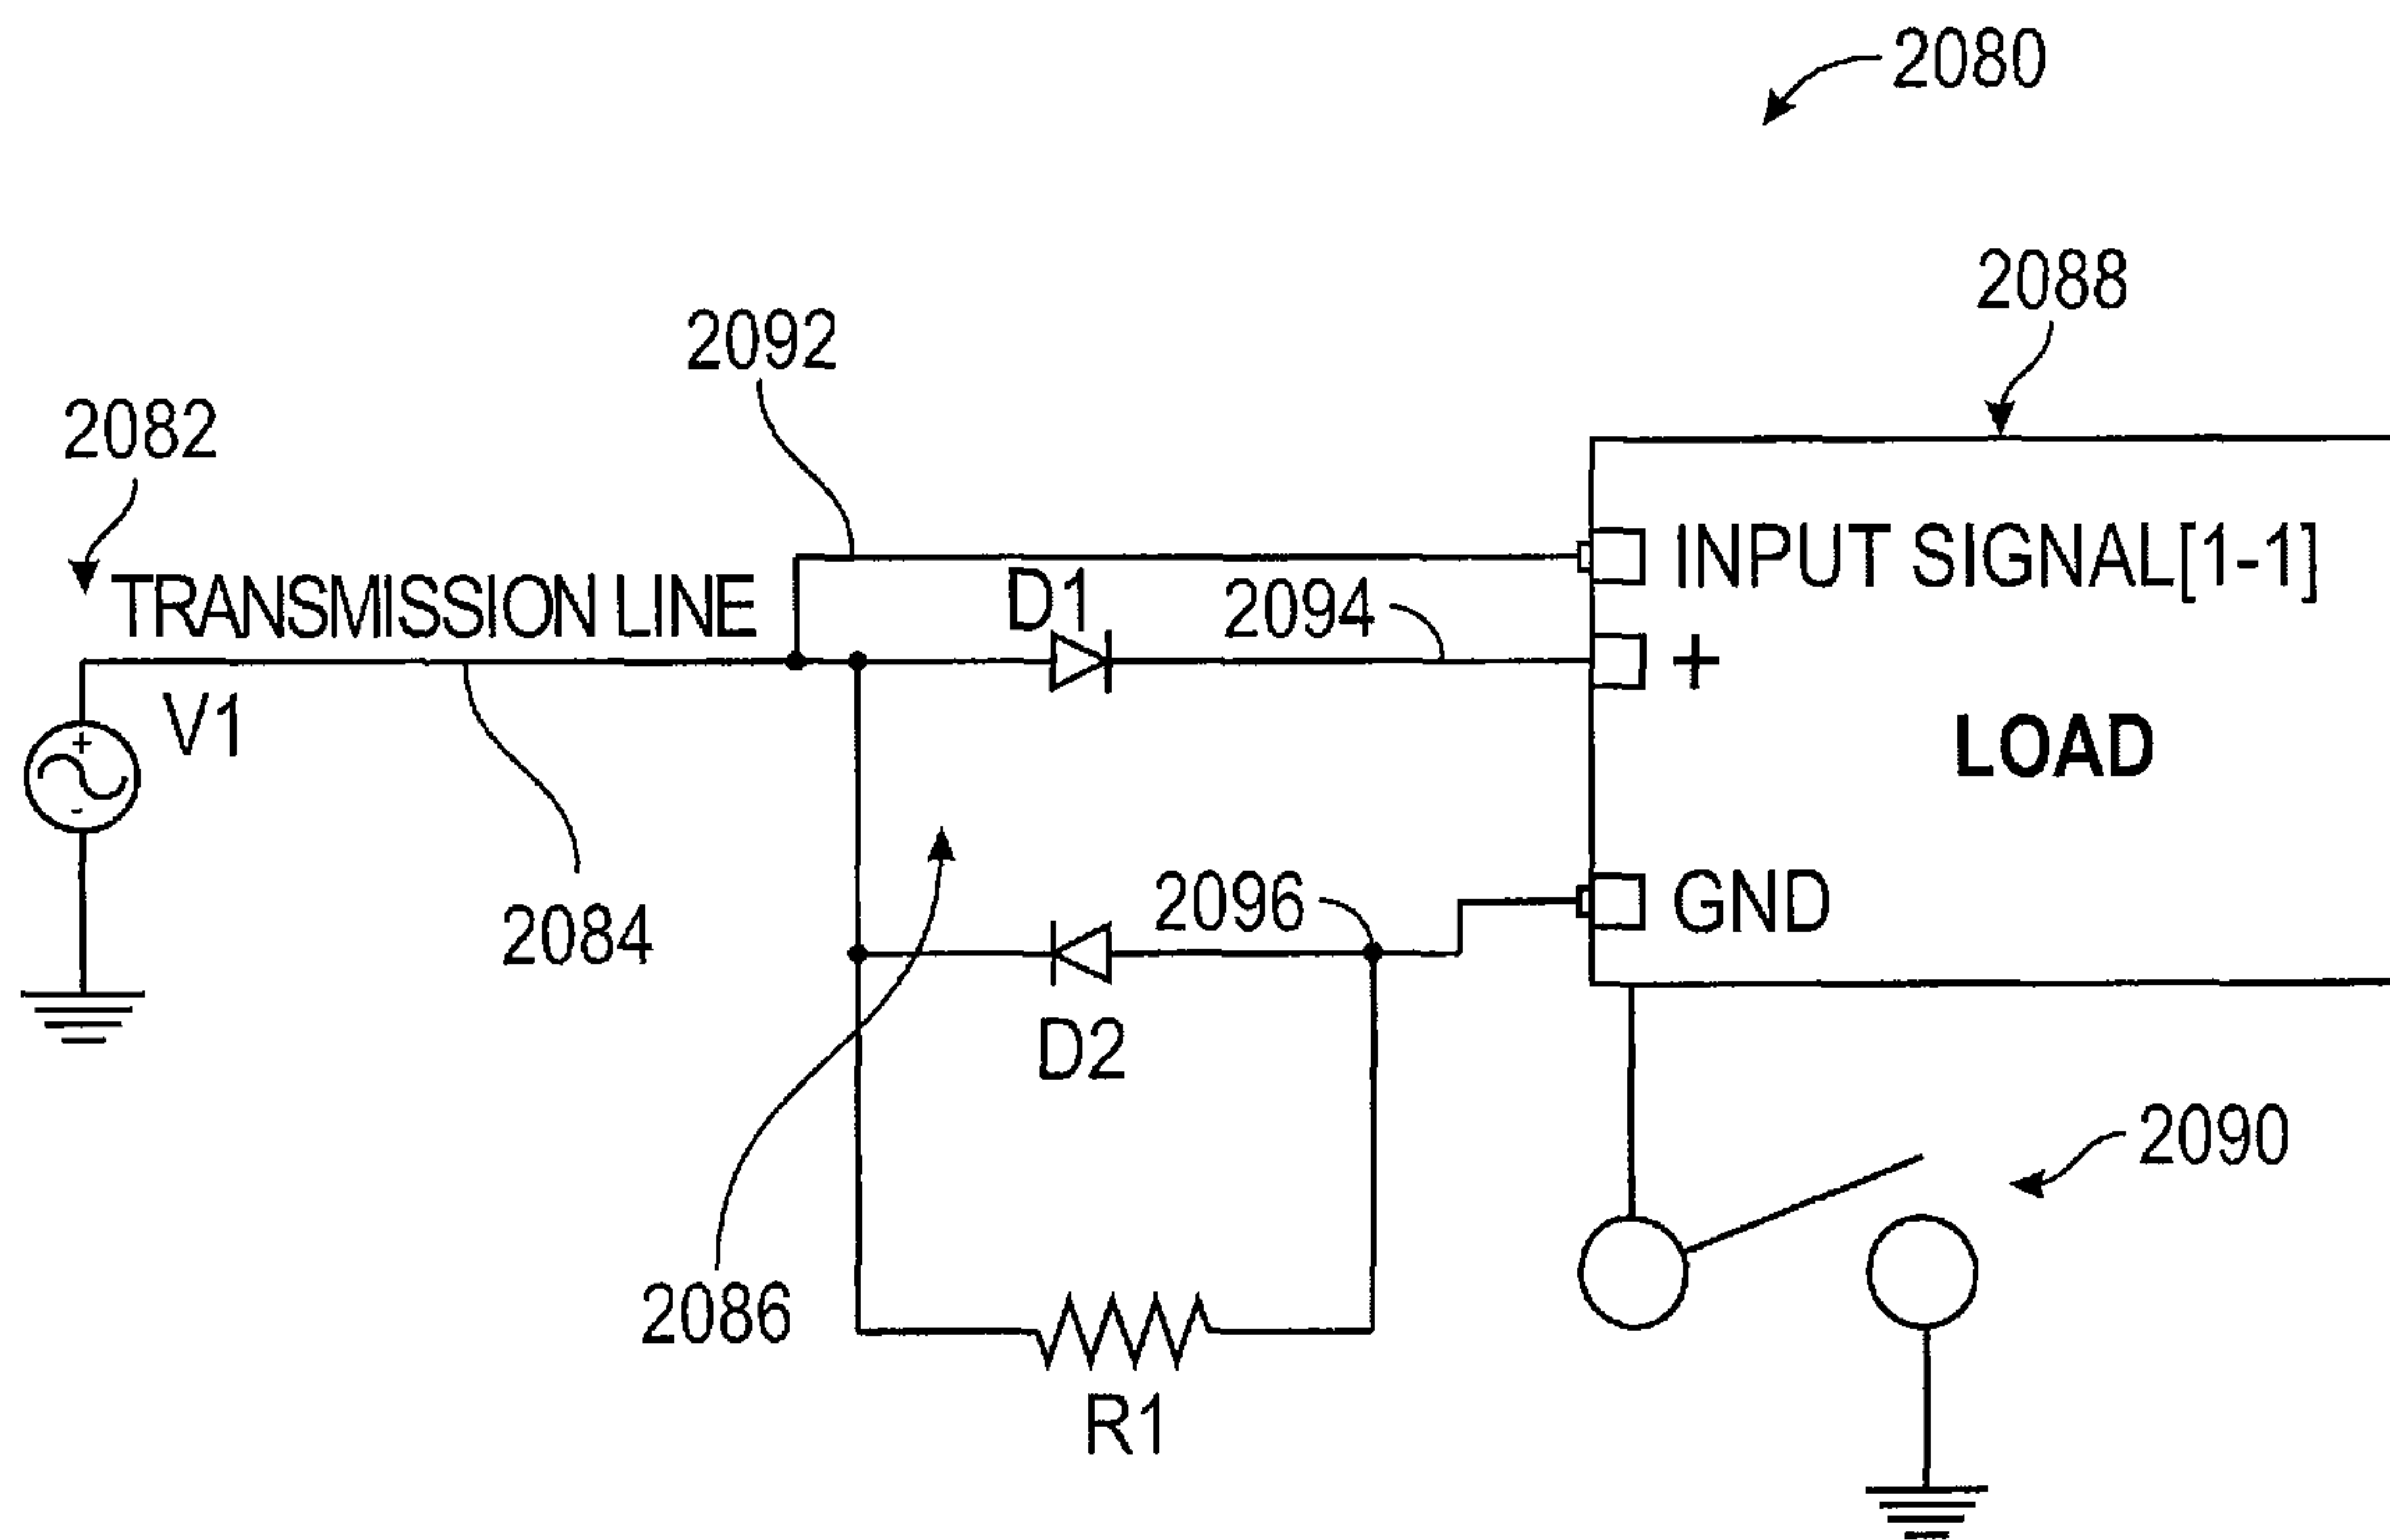 2080
2088
2092
2082
INPUT SIGNAL[1-1]
D1
2094
TRANSMISSION LINE
+
V1
LOAD
+
-
2096
GND
2084
D2
2090
2086
R1